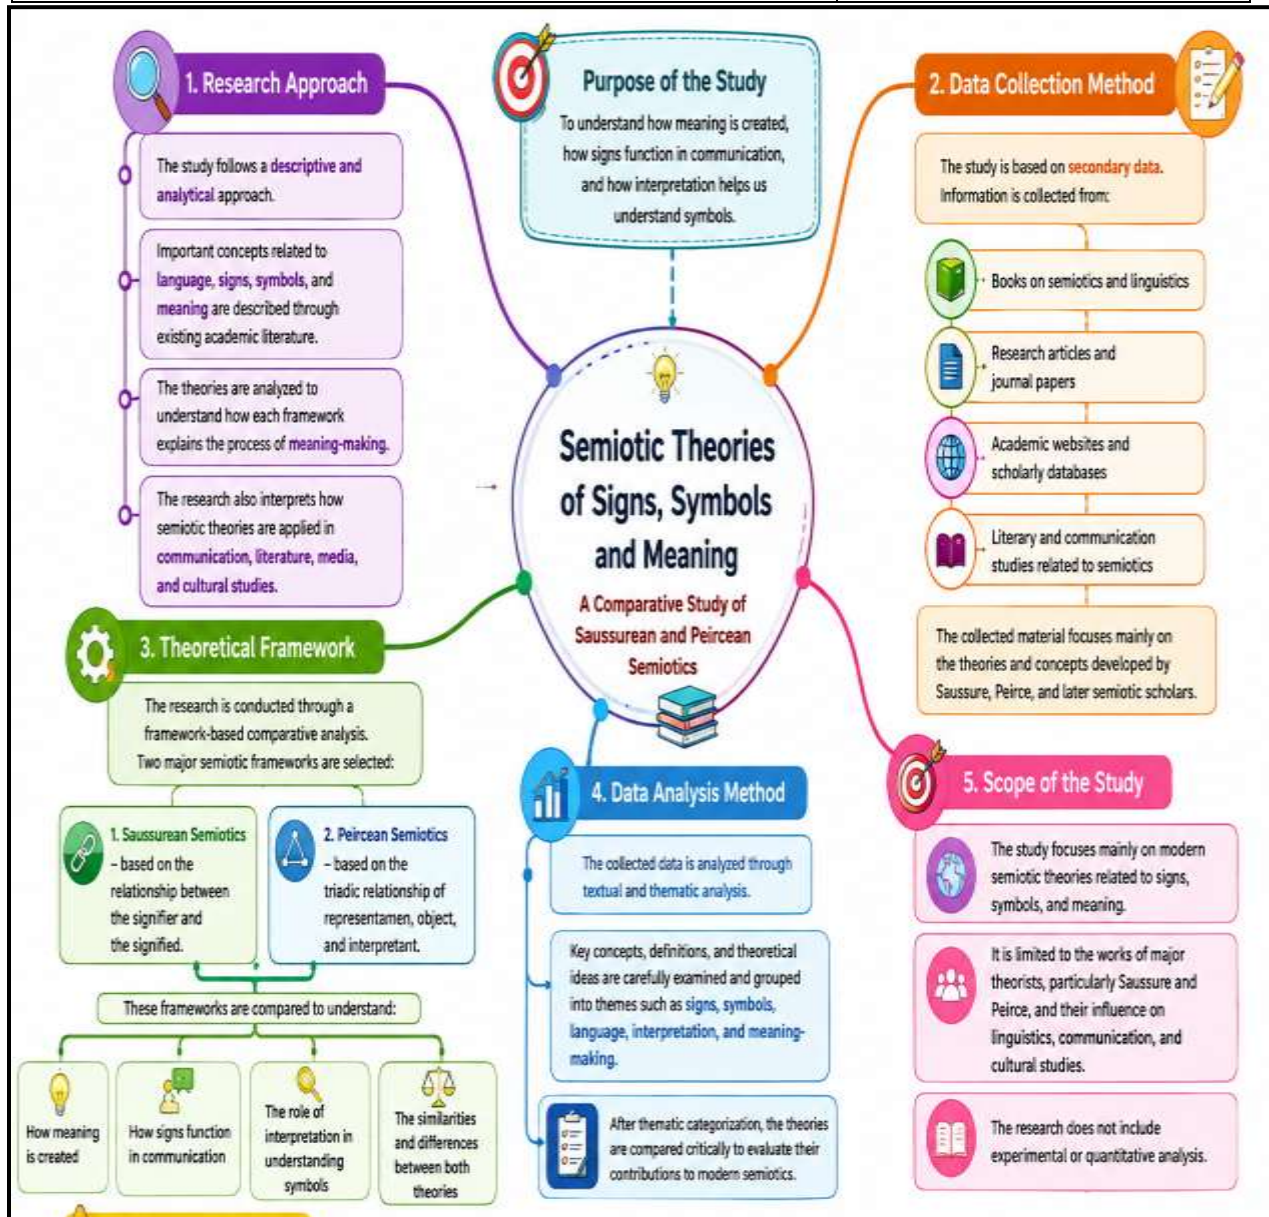 1. Research Approach
The study follows a descriptive and
analytical approach.
Important concepts related to
language, signs, symbols, and
meaning are described through
existing academic literature.
The theories are analyzed to
understand how each framework
explains the process of meaning-making.
The research also interprets how
semiotic theories are applied in
communication, literature, media,
and cultural studies.
Purpose of the Study
To understand how meaning is created,
how signs function in communication,
and how interpretation helps us
understand symbols.
2. Data Collection Method
The study is based on secondary data.
Information is collected from:
Books on semiotics and linguistics
Research articles and
journal papers
Academic websites and
scholarly databases
Literary and communication
studies related to semiotics
The collected material focuses mainly on
the theories and concepts developed by
Saussure, Peirce, and later semiotic scholars.
Semiotic Theories
of Signs, Symbols
and Meaning
A Comparative Study of
Saussurean and Peircean
Semiotics
3. Theoretical Framework
The research is conducted through a
framework-based comparative analysis.
Two major semiotic frameworks are selected:
1. Saussurean Semiotics
– based on the
relationship between
the signifier and
the signified.
2. Peircean Semiotics
– based on the
triadic relationship of
representamen, object,
and interpretant.
These frameworks are compared to understand:
How meaning
is created
How signs function
in communication
The role of
interpretation in
understanding
symbols
The similarities
and differences
between both
theories
4. Data Analysis Method
The collected data is analyzed through
textual and thematic analysis.
Key concepts, definitions, and theoretical
ideas are carefully examined and grouped
into themes such as signs, symbols,
language, interpretation, and meaning-
making.
After thematic categorization, the theories
are compared critically to evaluate their
contributions to modern semiotics.
5. Scope of the Study
The study focuses mainly on modern
semiotic theories related to signs,
symbols, and meaning.
It is limited to the works of major
theorists, particularly Saussure and
Peirce, and their influence on
linguistics, communication, and
cultural studies.
The research does not include
experimental or quantitative analysis.